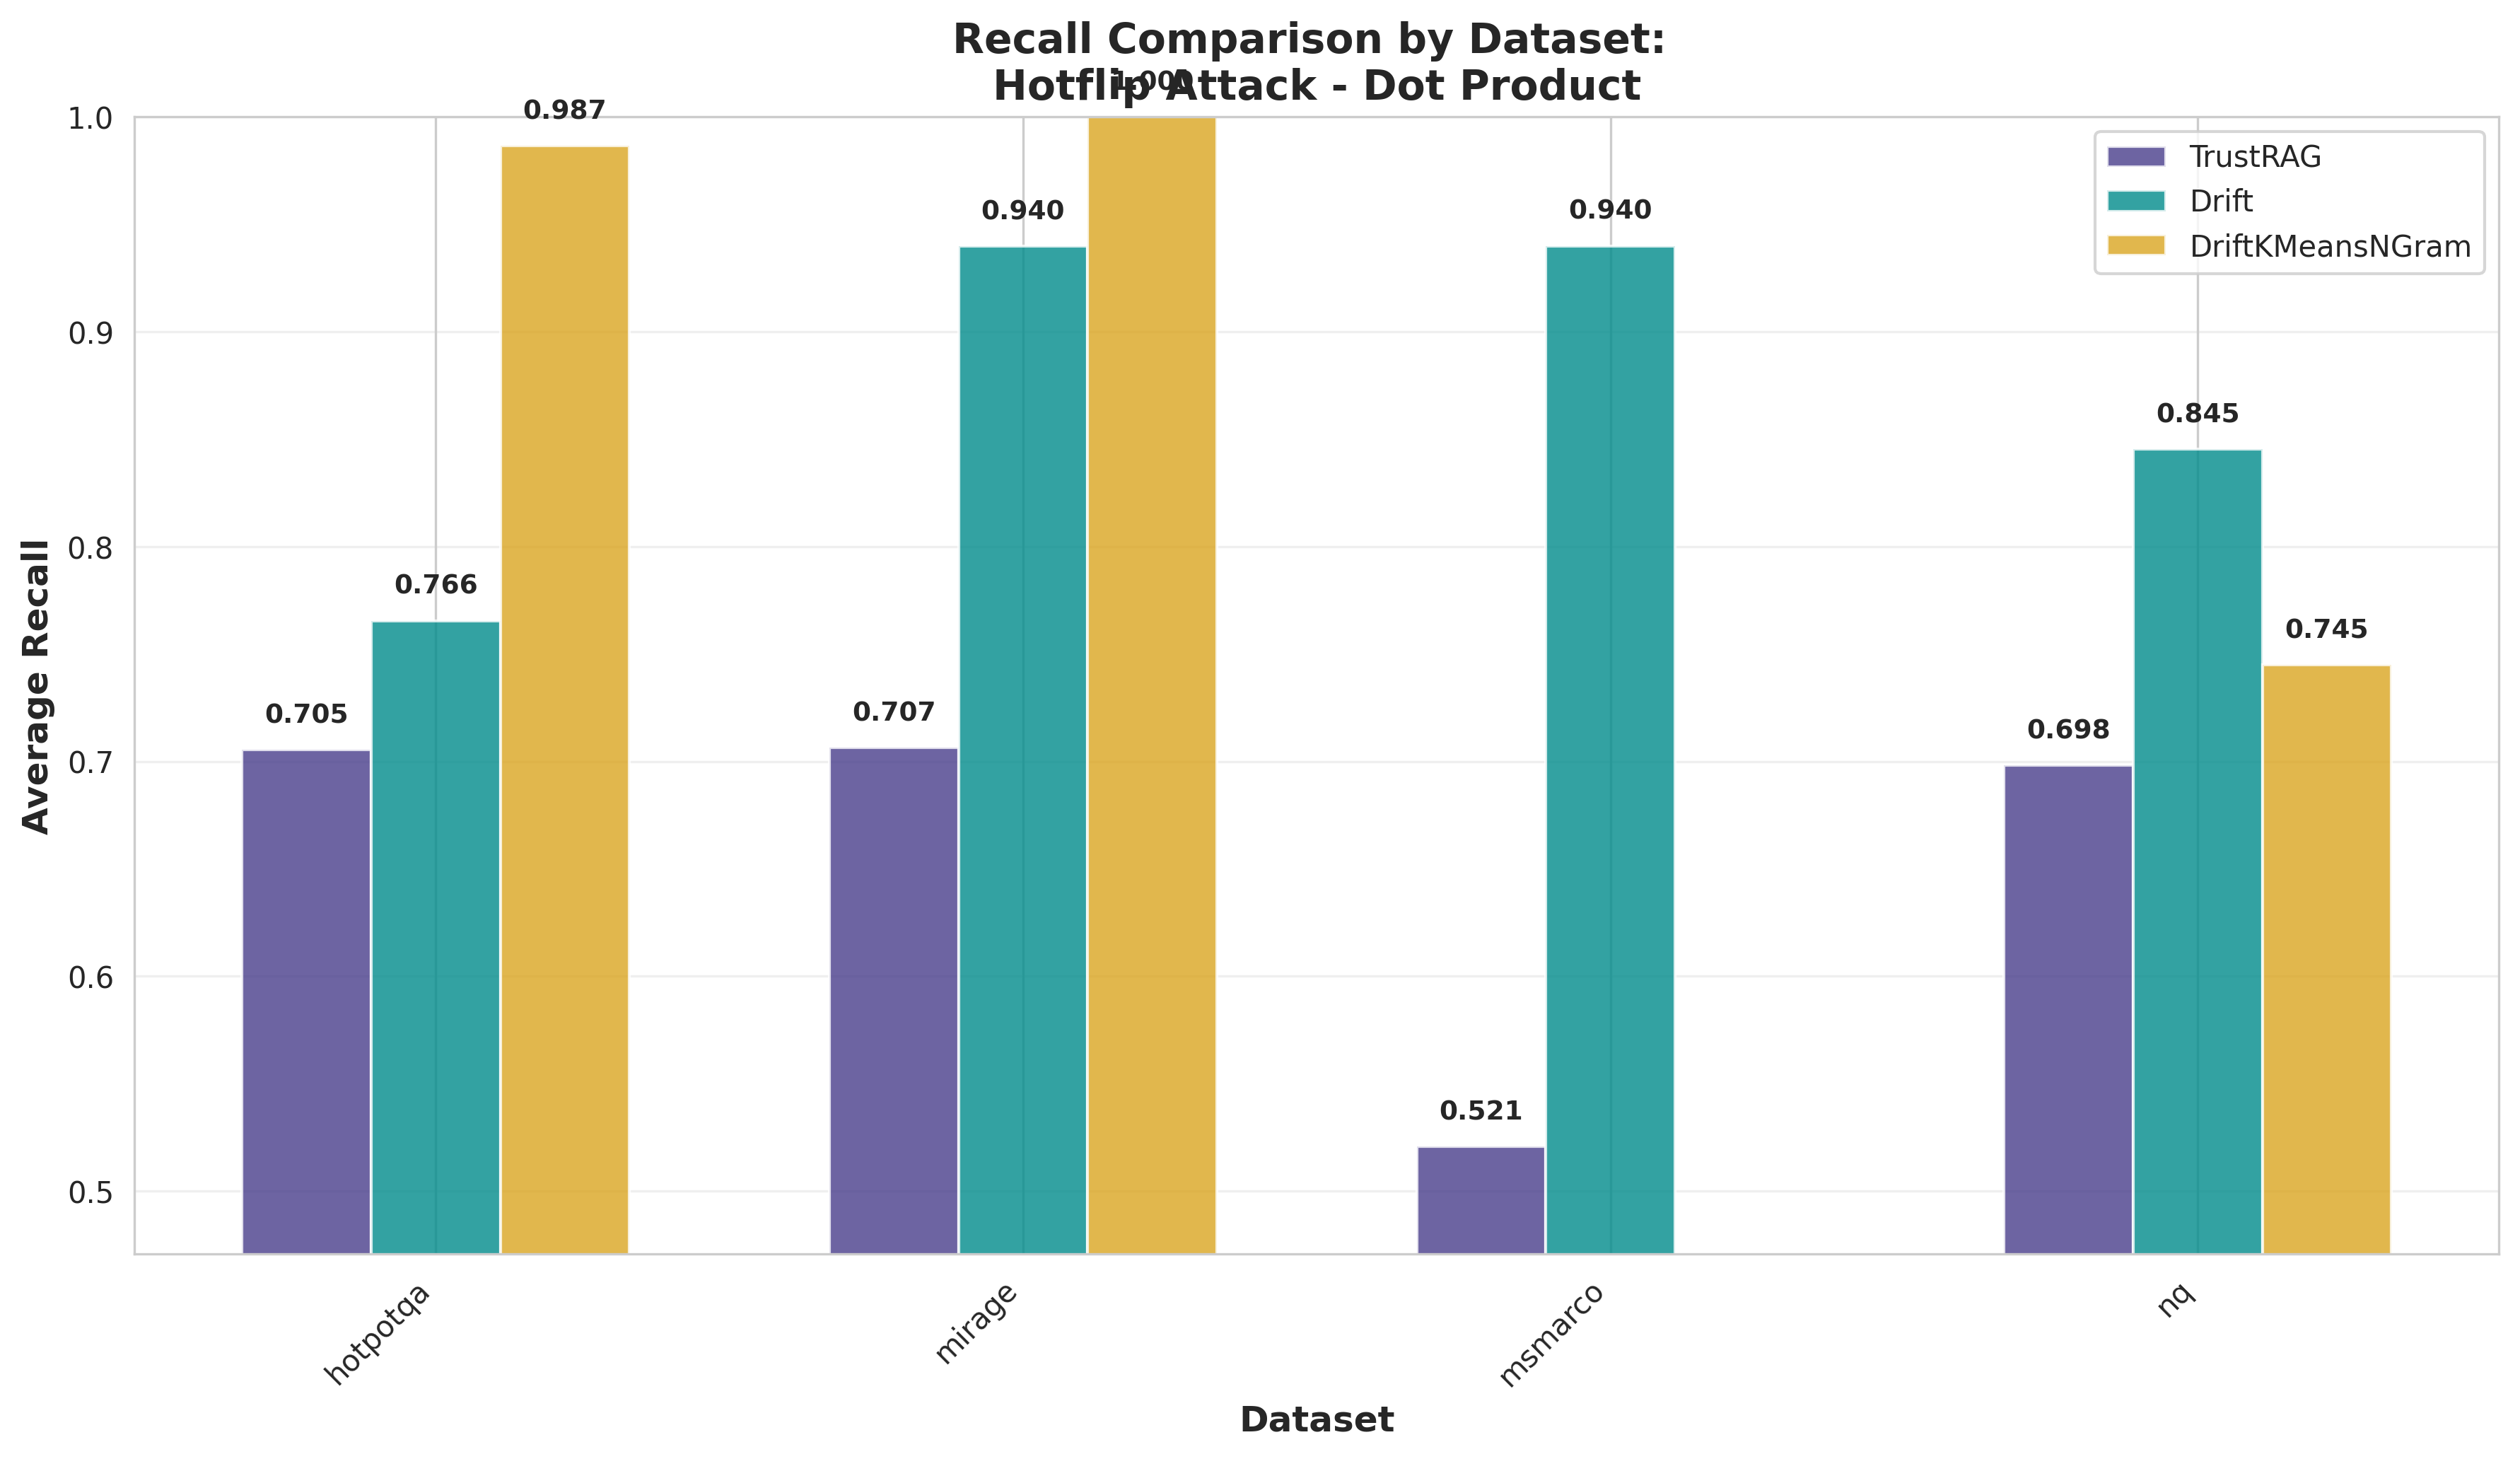 Recall Comparison by Dataset:
Hotflip Attack - Dot Product
1.000
0.987
1.0
0.940
0.940
0.9
0.845
0.8
0.766
0.745
0.705
0.707
0.698
0.7
0.6
0.521
0.5
Average Recall
TrustRAG
Drift
DriftKMeansNGram
hotpotqa
mirage
msmarco
nq
Dataset